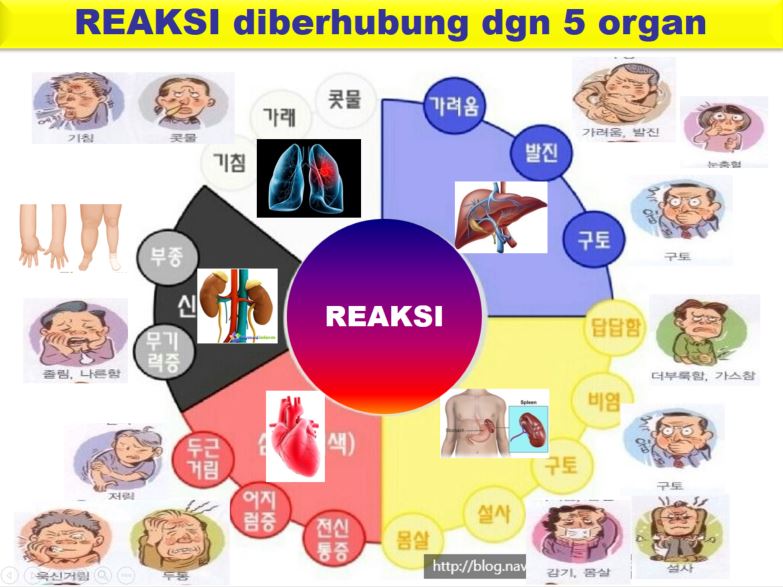 REAKSI diberhubung dgn 5 organ
콧물
가래
기침
가려움
발진
구토
기침
콧물
가려움, 발진
눈충혈
구토
부종
신
무기
력증
REAKSI
답답함
비염
구토
설사
몸살
졸림, 나른함
더부룩함, 가스참
Stomach
Spleen
색)
두근
거림
어지
럼증
전신
통증
저림
구토
욱신거림
두통
감기, 몸살
설사
http://blog.nav